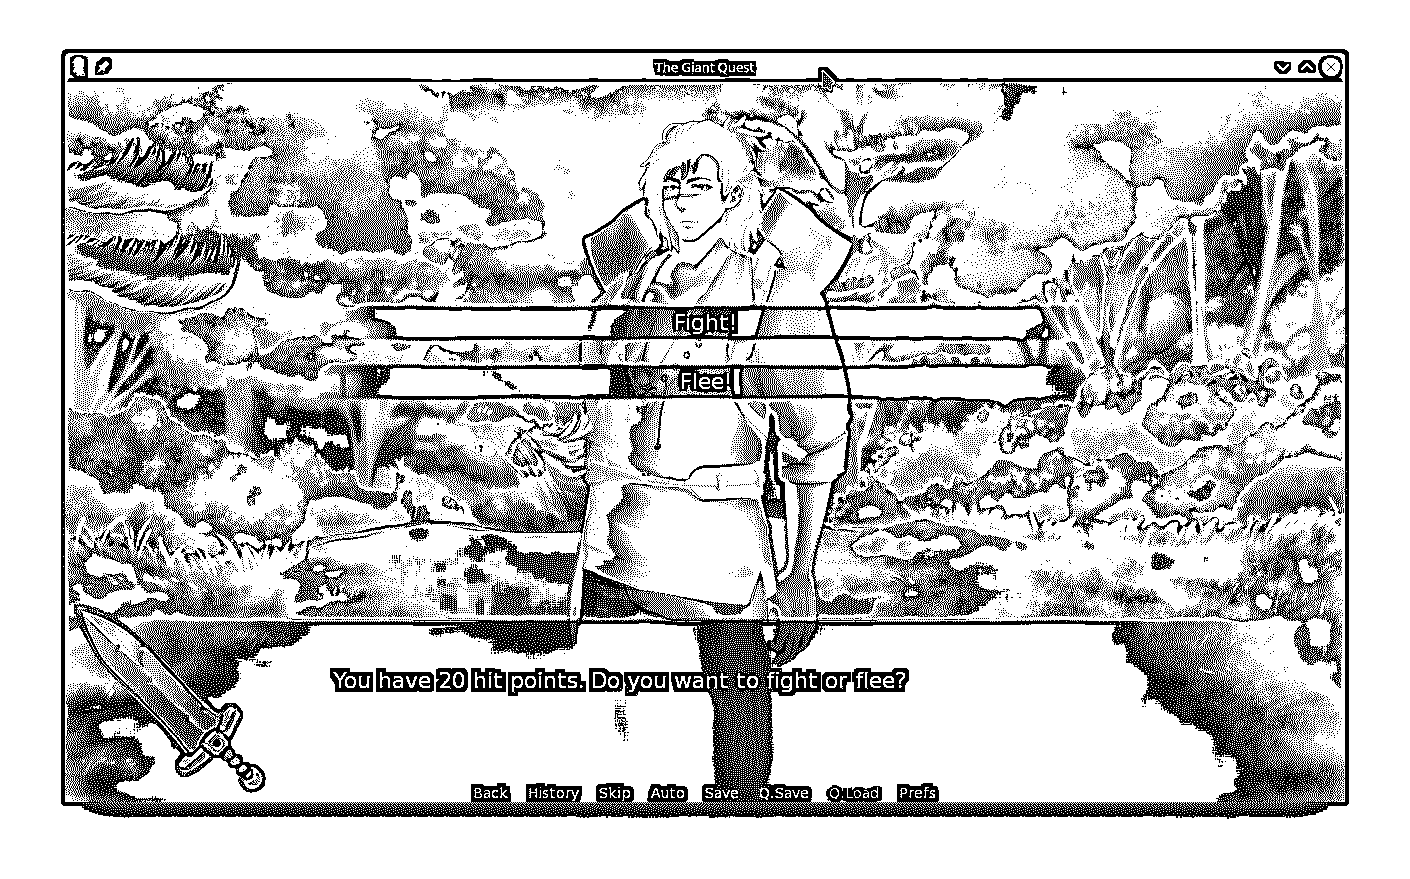 The Giant Quest
Fight!
Flee!
You have 20 hit points. Do you want to fight or flee?
Back History Skip Auto Save Q.Save Q.Load Prefs